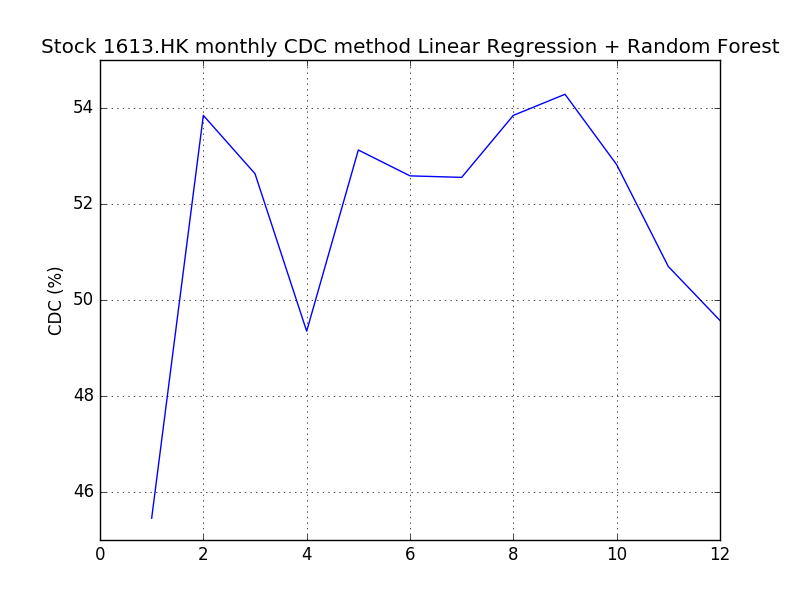 Stock 1613.HK monthly CDC method Linear Regression + Random Forest
54
52
50
48
46
CDC (%)
0 2 4 6 8 10 12